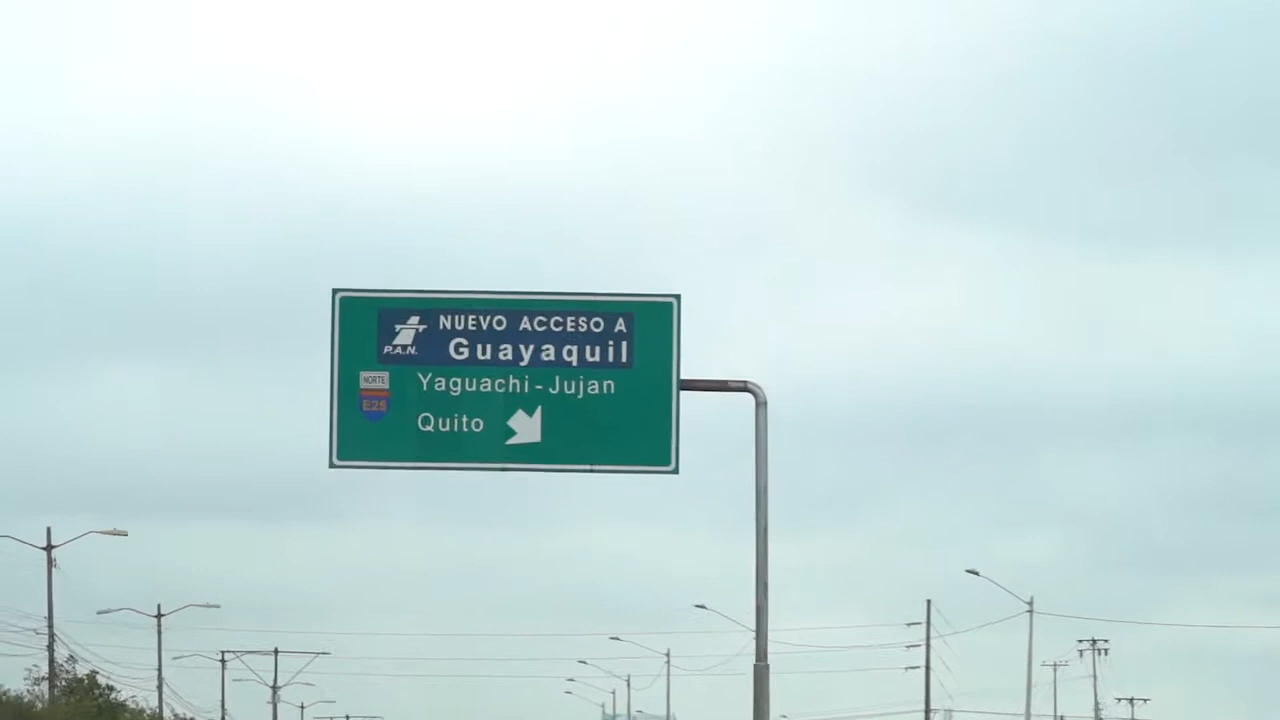 NUEVO ACCESO A
P.A.N.
Guayaquil
NORTE
Yaguachi-Jujan
E25
Quito